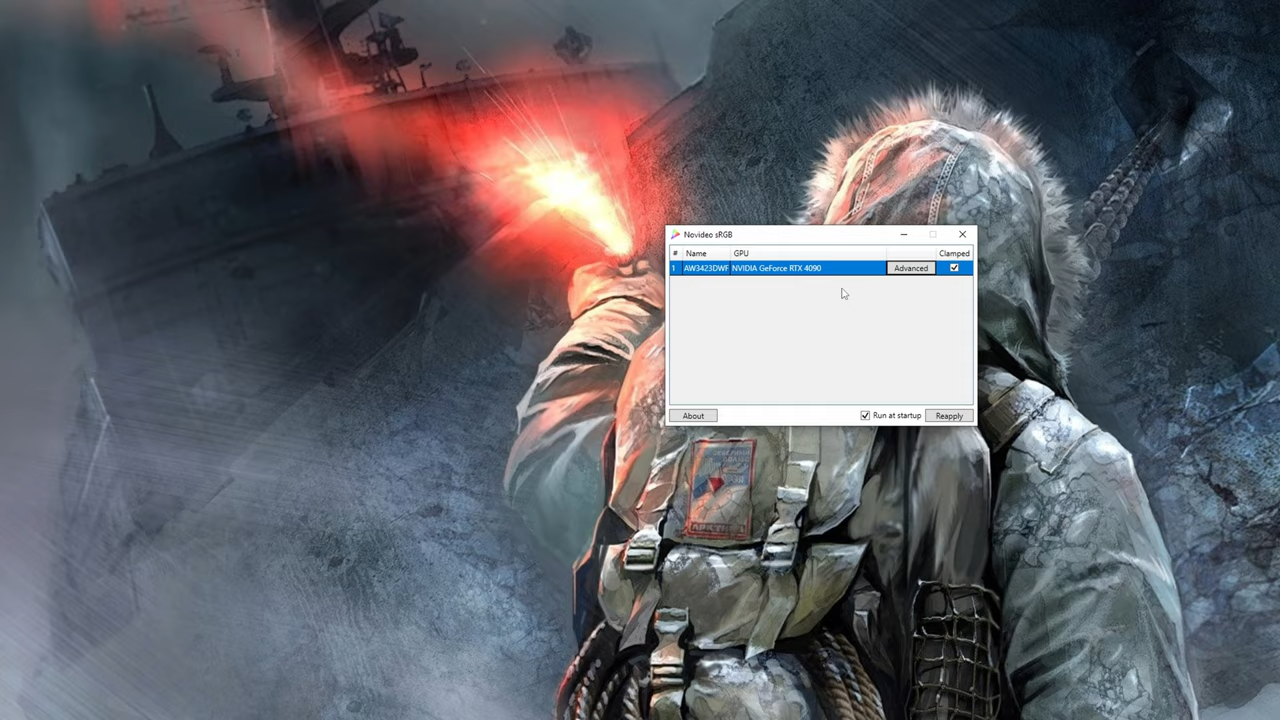 Novideo sRGB
# Name GPU Clamped
1 AW3423DWF NVIDIA GeForce RTX 4090 Advanced
About Run at startup Reapply